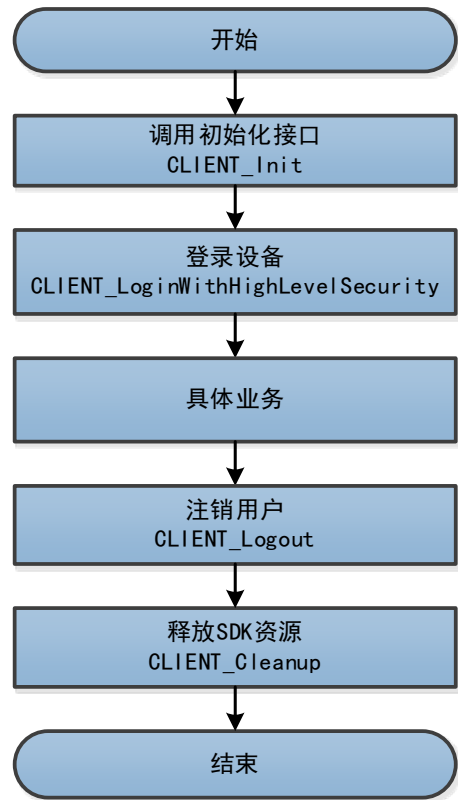 开始
调用初始化接口
CLIENT_Init
登录设备
CLIENT_LoginWithHighLevelSecurity
具体业务
注销用户
CLIENT_Logout
释放SDK资源
CLIENT_Cleanup
结束